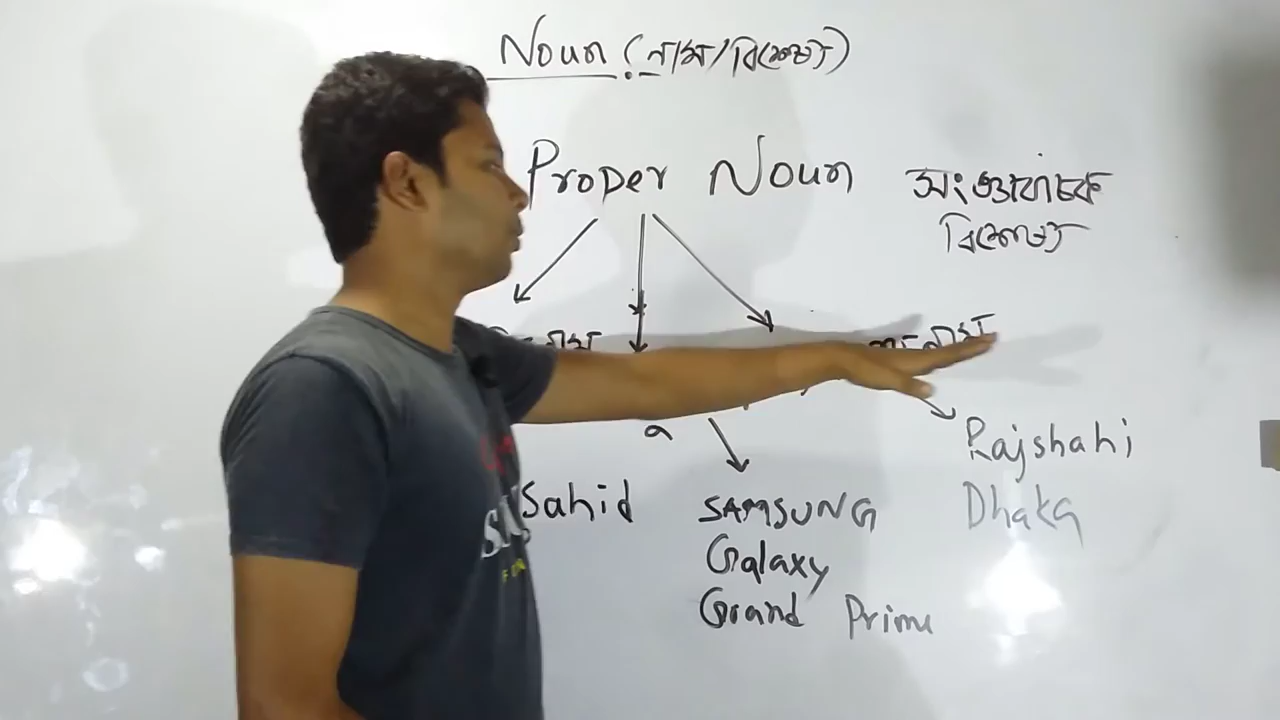 Noun (নাম/বিশেষ্য)
Proper Noun সংজ্ঞাবাচক
বিশেষ্য
Rajshahi
Sahid SAMSUNG Dhaka
Galaxy
Grand Prime